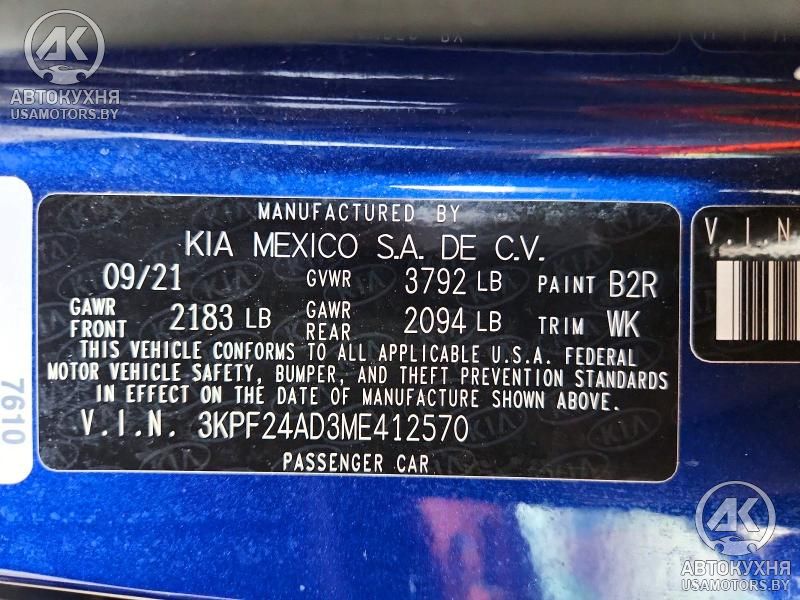 AK
АВТОКУХНЯ
USAMOTORS.BY
MANUFACTURED BY
KIA MEXICO S.A. DE C.V.
09/21 GVWR 3792 LB PAINT B2R
GAWR FRONT 2183 LB GAWR REAR 2094 LB TRIM WK
THIS VEHICLE CONFORMS TO ALL APPLICABLE U.S.A. FEDERAL
MOTOR VEHICLE SAFETY, BUMPER, AND THEFT PREVENTION STANDARDS
IN EFFECT ON THE DATE OF MANUFACTURE SHOWN ABOVE.
V.I.N. 3KPF24AD3ME412570
PASSENGER CAR
V.I.N
7610
AK
АВТОКУХНЯ
USAMOTORS.BY